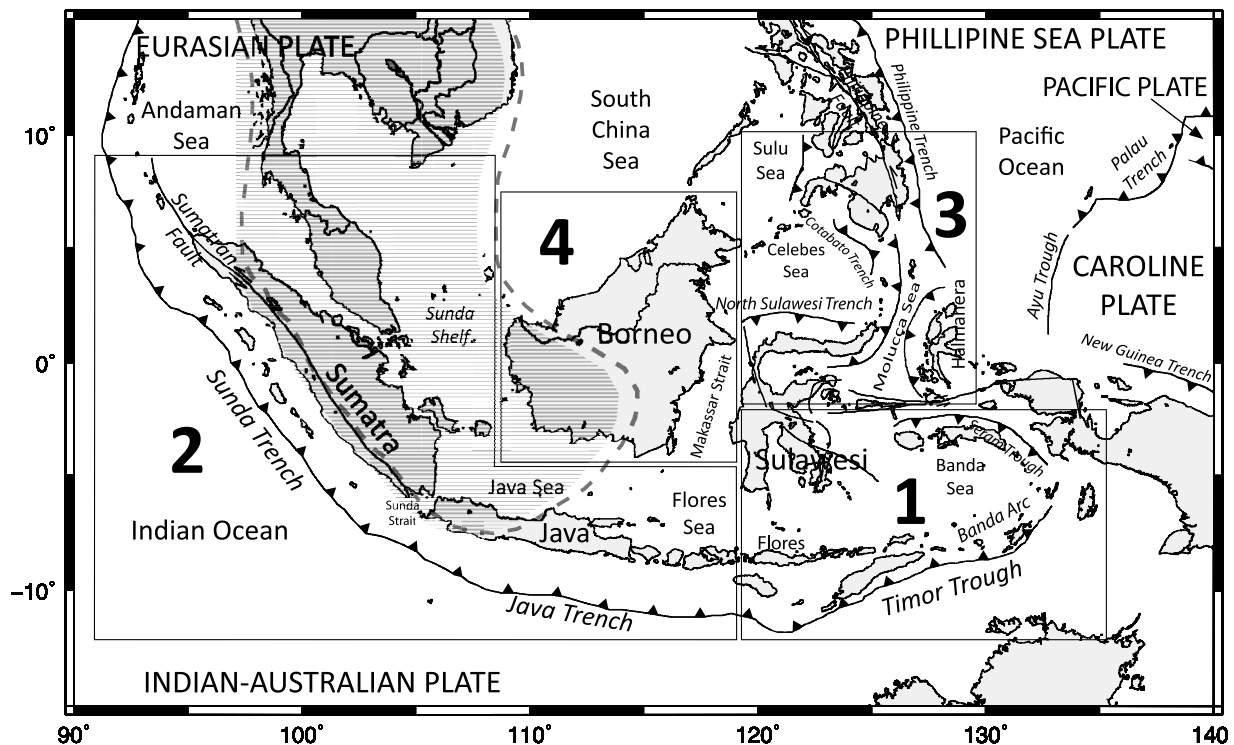 EURASIAN PLATE
PHILLIPINE SEA PLATE
PACIFIC PLATE
Andaman
Sea
South
China
Sea
Philippine Trench
Pacific
Ocean
Palau
Trench
10˚
Sulu
Sea
3
4
Sumatran
Fault
Cotabato Trench
Celebes
Sea
CAROLINE
PLATE
Ayu Trough
North Sulawesi Trench
Molucca Sea
Halmahera
Sunda
Shelf
Borneo
New Guinea Trench
0˚
Makassar Strait
Sumatra
Sunda Trench
2
Sulawesi
Seram Trough
Banda
Sea
1
Java Sea
Flores
Sea
Sunda
Strait
Indian Ocean
Java
Flores
Banda Arc
−10˚
Java Trench
Timor Trough
INDIAN-AUSTRALIAN PLATE
90˚
100˚
110˚
120˚
130˚
140